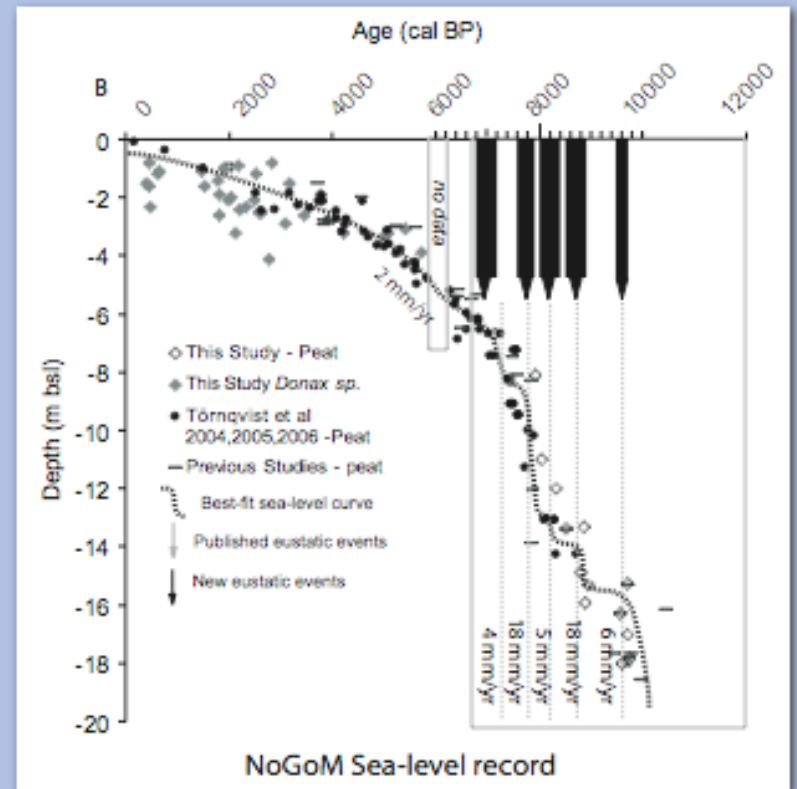 Age (cal BP)
B
0
2000
4000
6000
8000
10000
12000
0
-2
-4
-6
-8
-10
-12
-14
-16
-18
-20
Depth (m bsl)
no data
2 mm/yr
This Study - Peat
This Study Donax sp.
Törnqvist et al
2004,2005,2006 -Peat
Previous Studies - peat
Best-fit sea-level curve
Published eustatic events
New eustatic events
4 mm/yr
18 mm/yr
5 mm/yr
18 mm/yr
6 mm/yr
NoGoM Sea-level record